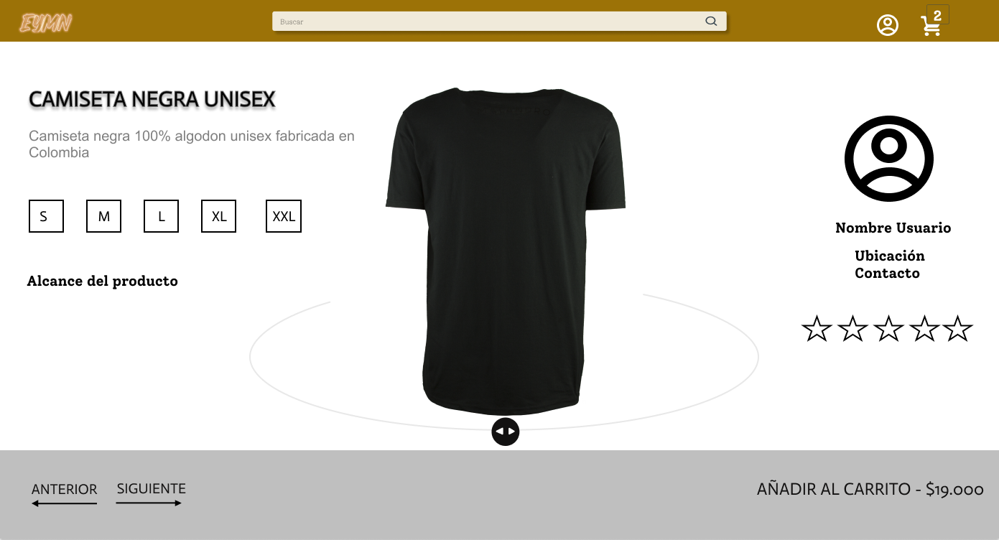 EYMN
Buscar
2
CAMISETA NEGRA UNISEX
Camiseta negra 100% algodon unisex fabricada en
Colombia
S M L XL XXL
Alcance del producto
Nombre Usuario
Ubicación
Contacto
ANTERIOR SIGUIENTE
AÑADIR AL CARRITO - $19.000